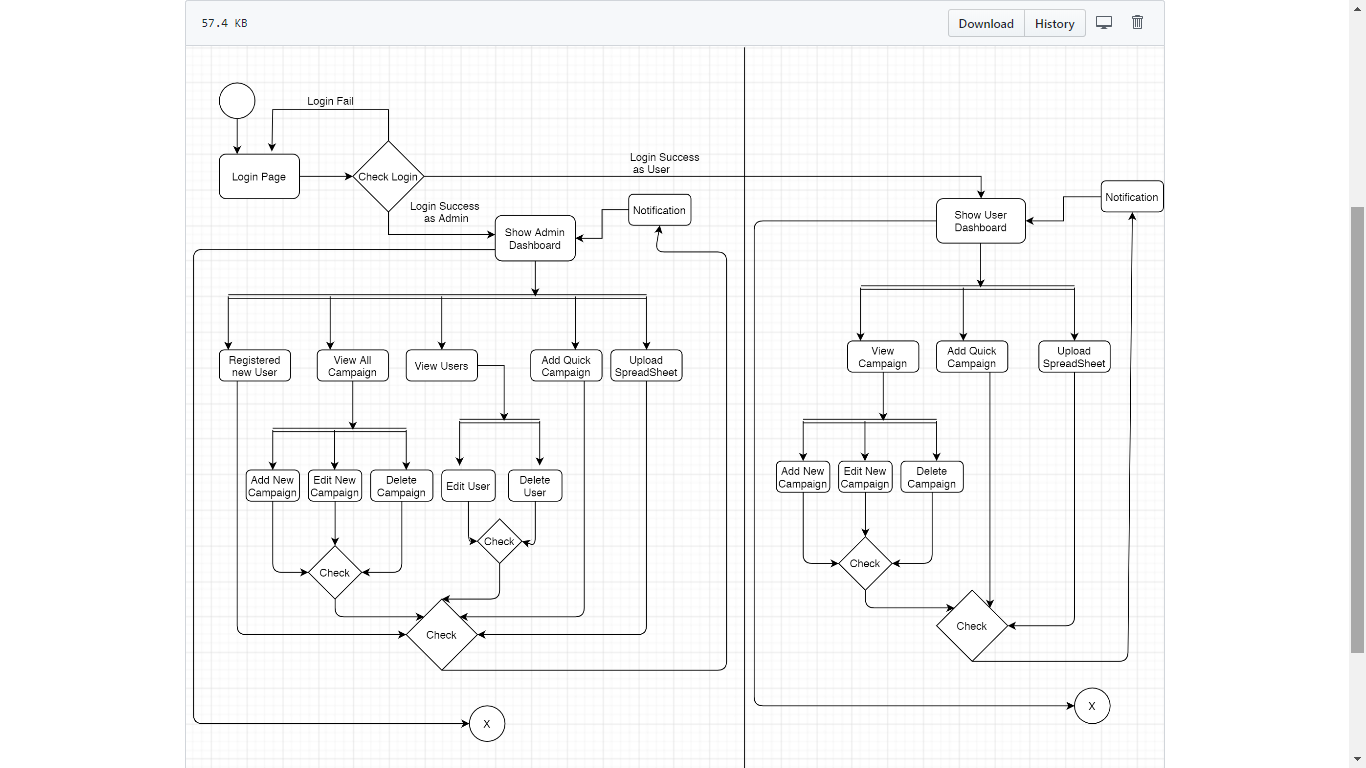 57.4 KB
Download
History
Login Fail
Login Page
Check Login
Login Success
as User
Login Success
as Admin
Notification
Show Admin
Dashboard
Registered
new User
View All
Campaign
View Users
Add Quick
Campaign
Upload
SpreadSheet
Add New
Campaign
Edit New
Campaign
Delete
Campaign
Edit User
Delete
User
Check
Check
Check
X
Notification
Show User
Dashboard
View
Campaign
Add Quick
Campaign
Upload
SpreadSheet
Add New
Campaign
Edit New
Campaign
Delete
Campaign
Check
Check
X